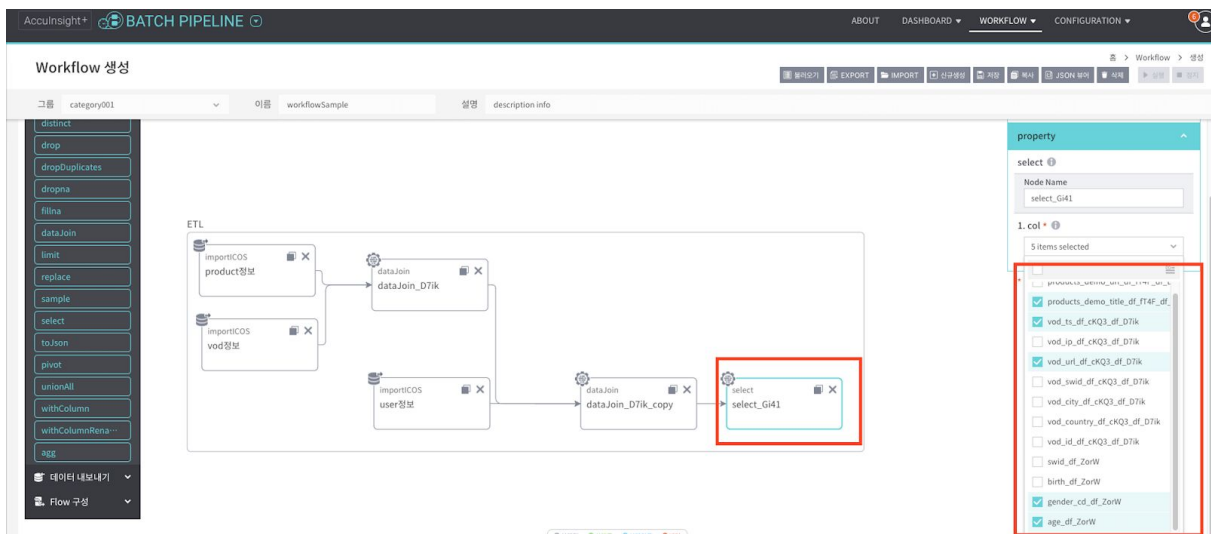 AccuInsight+ BATCH PIPELINE
ABOUT DASHBOARD WORKFLOW CONFIGURATION 6
Workflow 생성
홈 > Workflow > 생성
불러오기 EXPORT IMPORT 신규생성 저장 복사 JSON 뷰어 삭제 실행 정지
그룹 category001 이름 workflowSample 설명 description info
distinct
drop
dropDuplicates
dropna
fillna
dataJoin
limit
replace
sample
select
toJson
pivot
unionAll
withColumn
withColumnRena…
agg
데이터 내보내기
Flow 구성
ETL
importICOS
product정보
dataJoin
dataJoin_D7ik
importICOS
vod정보
importICOS
user정보
dataJoin
dataJoin_D7ik_copy
select
select_Gi41
property
select
Node Name
select_Gi41
1. col *
5 items selected
*
products_demo_title_df_fT4F_df_
vod_ts_df_cKQ3_df_D7ik
vod_ip_df_cKQ3_df_D7ik
vod_url_df_cKQ3_df_D7ik
vod_swid_df_cKQ3_df_D7ik
vod_city_df_cKQ3_df_D7ik
vod_country_df_cKQ3_df_D7ik
vod_id_df_cKQ3_df_D7ik
swid_df_ZorW
birth_df_ZorW
gender_cd_df_ZorW
age_df_ZorW